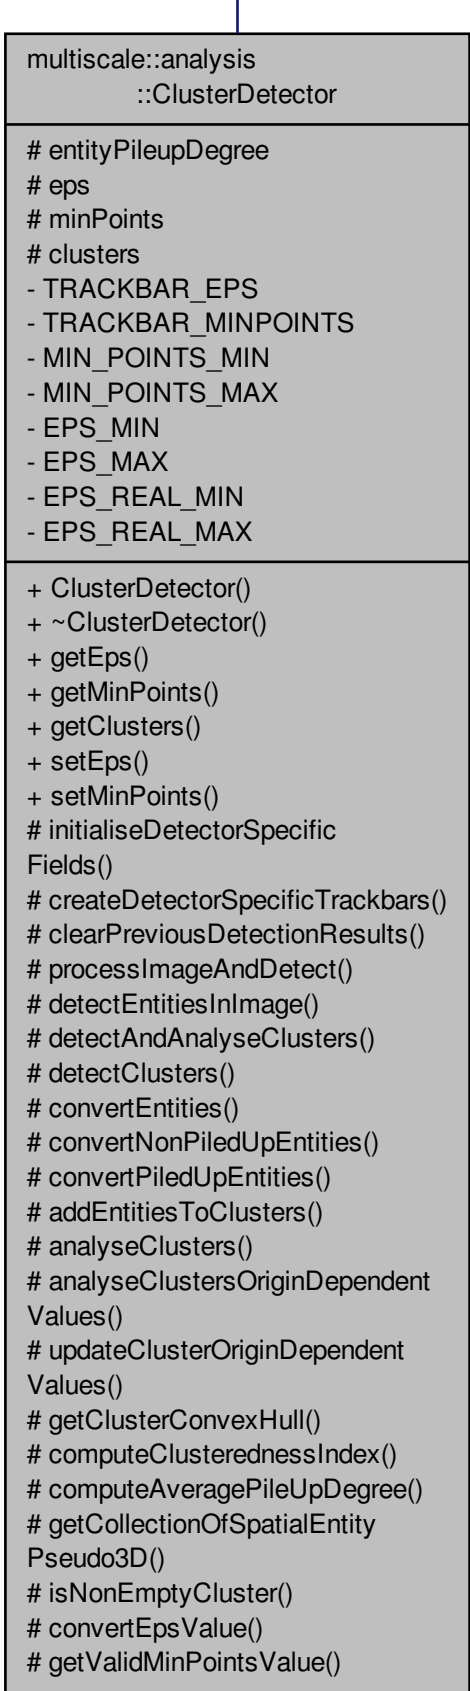 multiscale::analysis
::ClusterDetector
# entityPileupDegree
# eps
# minPoints
# clusters
- TRACKBAR_EPS
- TRACKBAR_MINPOINTS
- MIN_POINTS_MIN
- MIN_POINTS_MAX
- EPS_MIN
- EPS_MAX
- EPS_REAL_MIN
- EPS_REAL_MAX
+ ClusterDetector()
+ ~ClusterDetector()
+ getEps()
+ getMinPoints()
+ getClusters()
+ setEps()
+ setMinPoints()
# initialiseDetectorSpecific
Fields()
# createDetectorSpecificTrackbars()
# clearPreviousDetectionResults()
# processImageAndDetect()
# detectEntitiesInImage()
# detectAndAnalyseClusters()
# detectClusters()
# convertEntities()
# convertNonPiledUpEntities()
# convertPiledUpEntities()
# addEntitiesToClusters()
# analyseClusters()
# analyseClustersOriginDependent
Values()
# updateClusterOriginDependent
Values()
# getClusterConvexHull()
# computeClusterednessIndex()
# computeAveragePileUpDegree()
# getCollectionOfSpatialEntity
Pseudo3D()
# isNonEmptyCluster()
# convertEpsValue()
# getValidMinPointsValue()